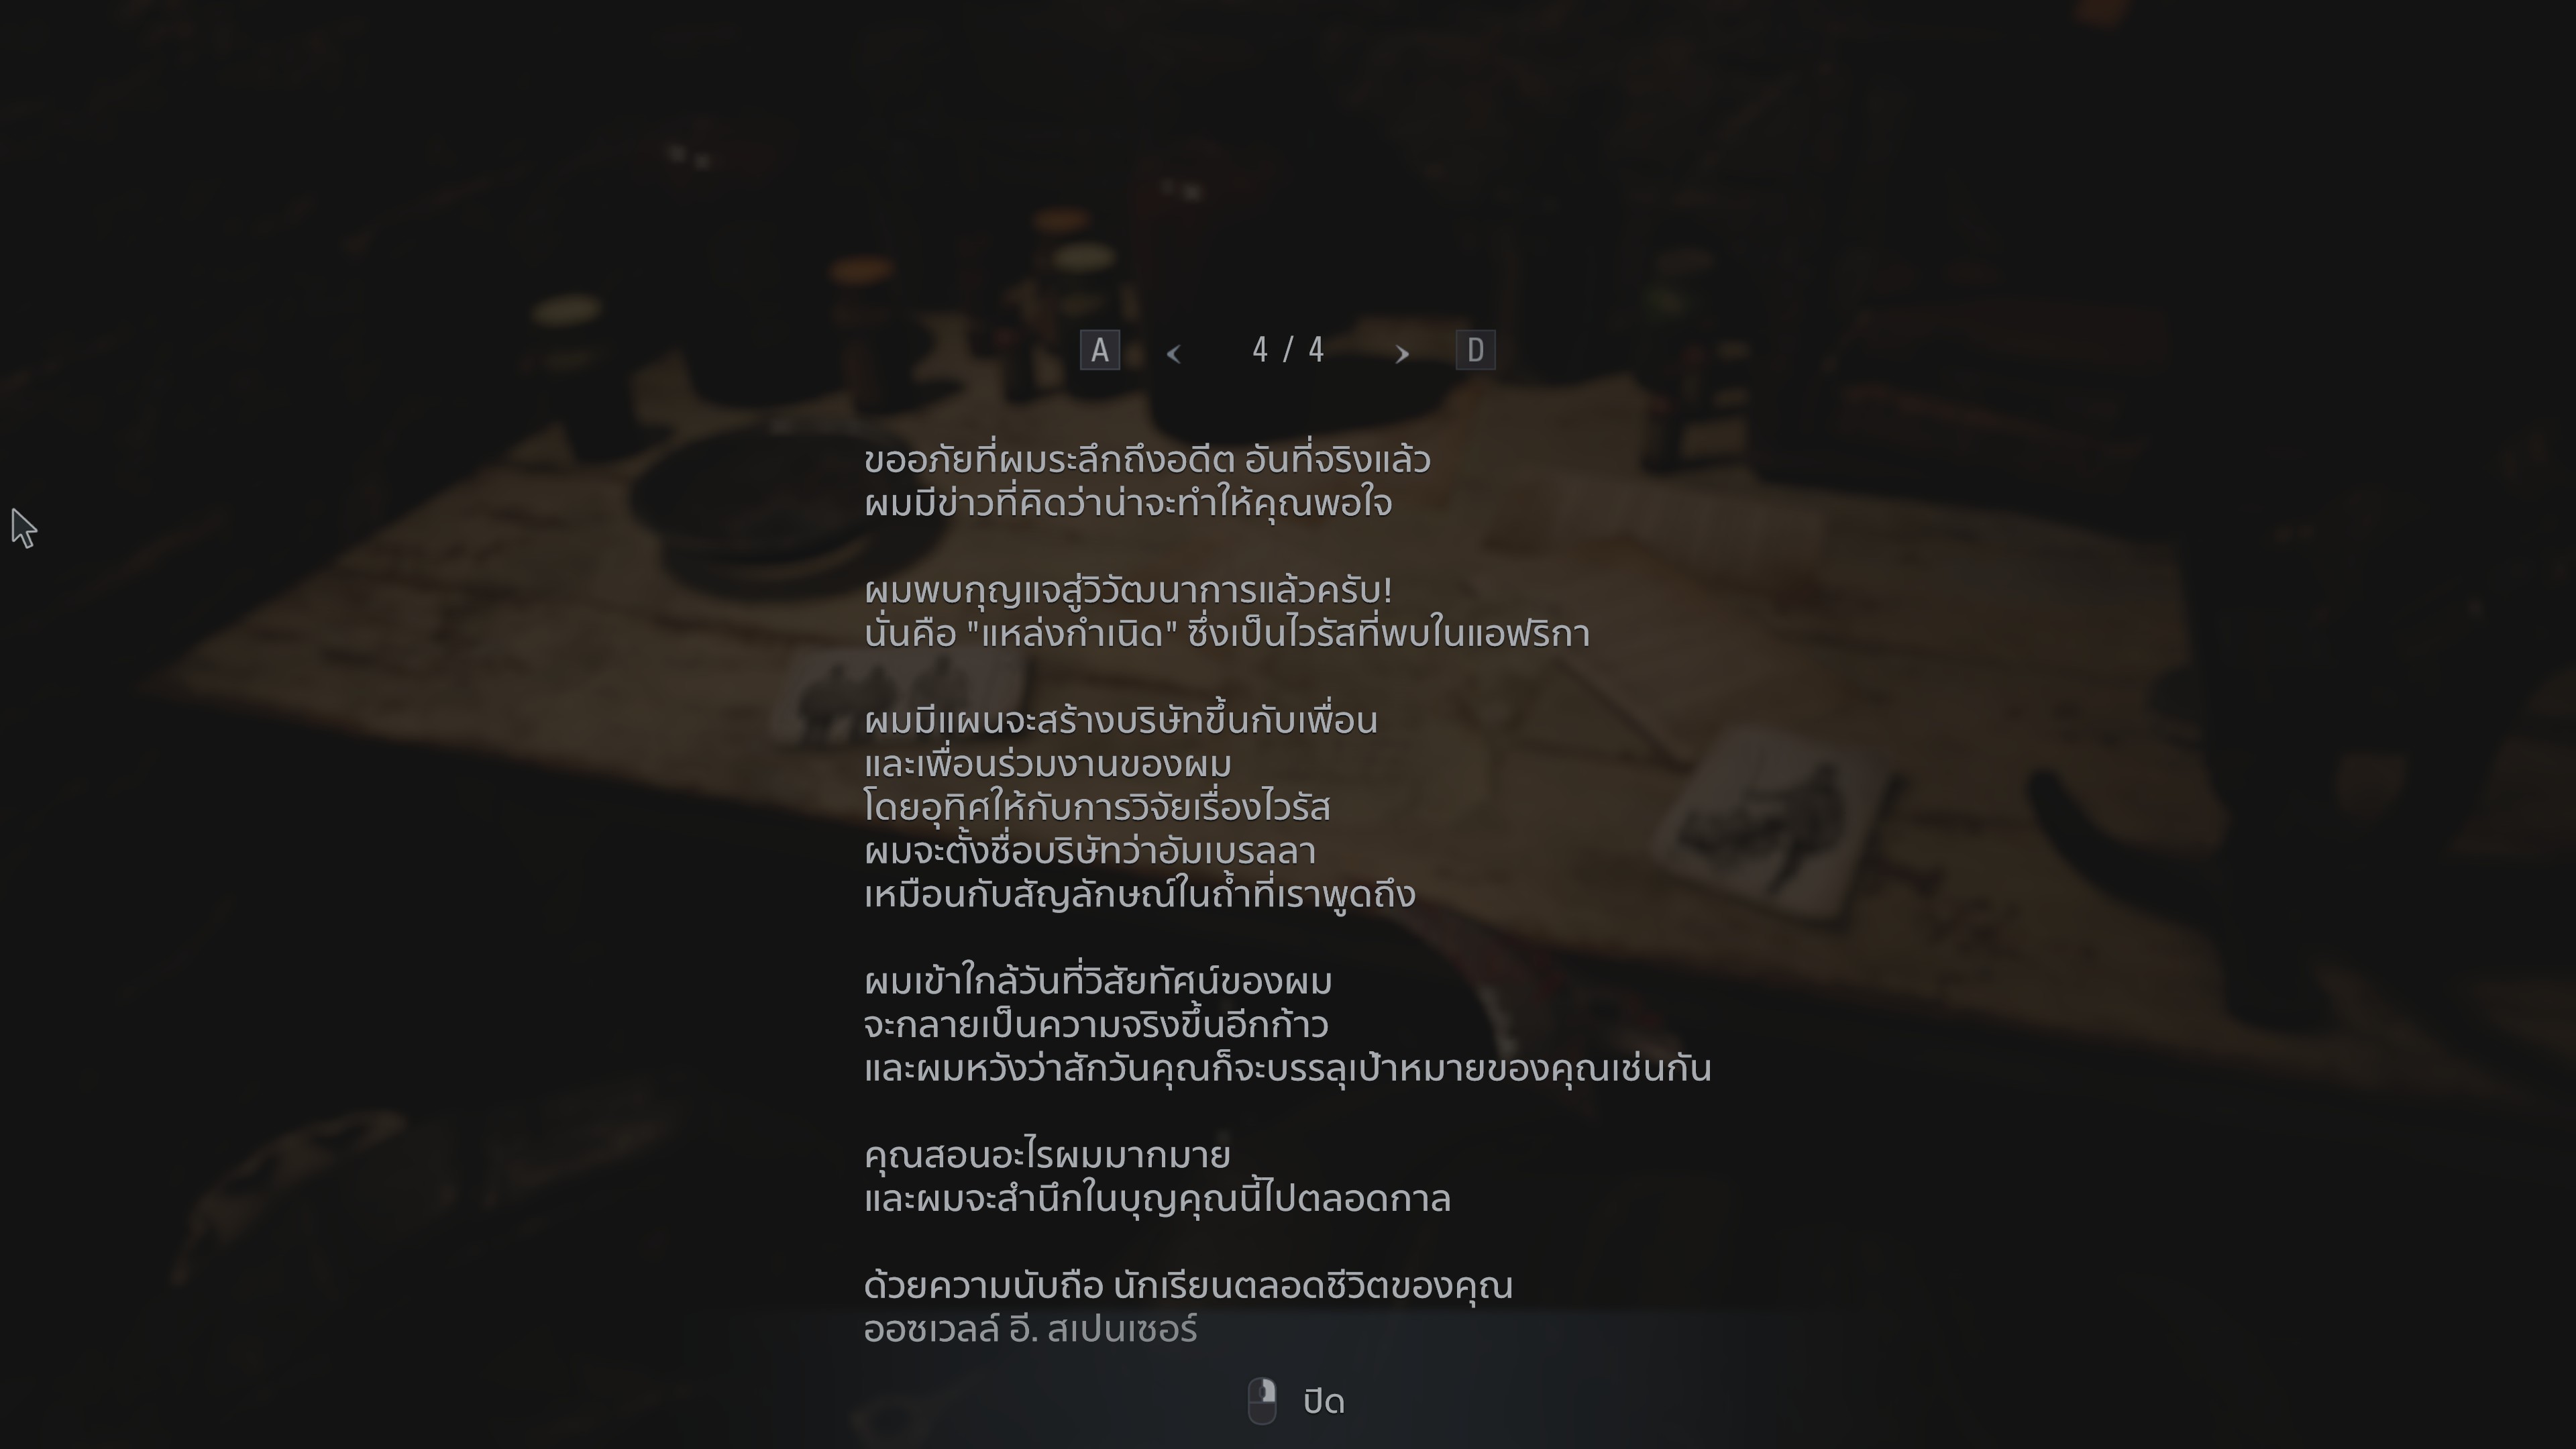 A < 4 / 4 > D
ขออภัยที่ผมระลึกถึงอดีต อันที่จริงแล้ว
ผมมีข่าวที่คิดว่าน่าจะทำให้คุณพอใจ
ผมพบกุญแจสู่วิวัฒนาการแล้วครับ!
นั่นคือ "แหล่งกำเนิด" ซึ่งเป็นไวรัสที่พบในแอฟริกา
ผมมีแผนจะสร้างบริษัทขึ้นกับเพื่อน
และเพื่อนร่วมงานของผม
โดยอุทิศให้กับการวิจัยเรื่องไวรัส
ผมจะตั้งชื่อบริษัทว่าอัมเบรลลา
เหมือนกับสัญลักษณ์ในถ้ำที่เราพูดถึง
ผมเข้าใกล้วันที่วิสัยทัศน์ของผม
จะกลายเป็นความจริงขึ้นอีกก้าว
และผมหวังว่าสักวันคุณก็จะบรรลุเป้าหมายของคุณเช่นกัน
คุณสอนอะไรผมมากมาย
และผมจะสำนึกในบุญคุณนี้ไปตลอดกาล
ด้วยความนับถือ นักเรียนตลอดชีวิตของคุณ
ออซเวลล์ อี. สเปนเซอร์
ปิด